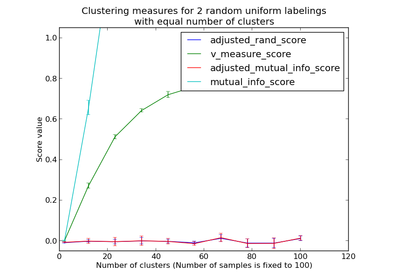 Clustering measures for 2 random uniform labelings
with equal number of clusters
adjusted_rand_score
v_measure_score
adjusted_mutual_info_score
mutual_info_score
Score value
1.0
0.8
0.6
0.4
0.2
0.0
0 20 40 60 80 100 120
Number of clusters (Number of samples is fixed to 100)